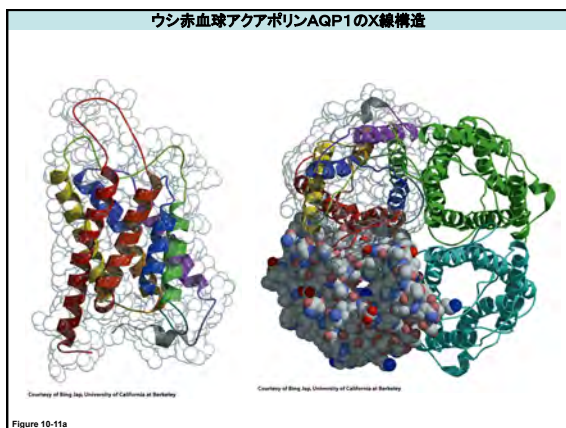 ウシ赤血球アクアポリンAQP1のX線構造
Courtesy of Bing Jap, University of California at Berkeley
Courtesy of Bing Jap, University of California at Berkeley
Figure 10-11a